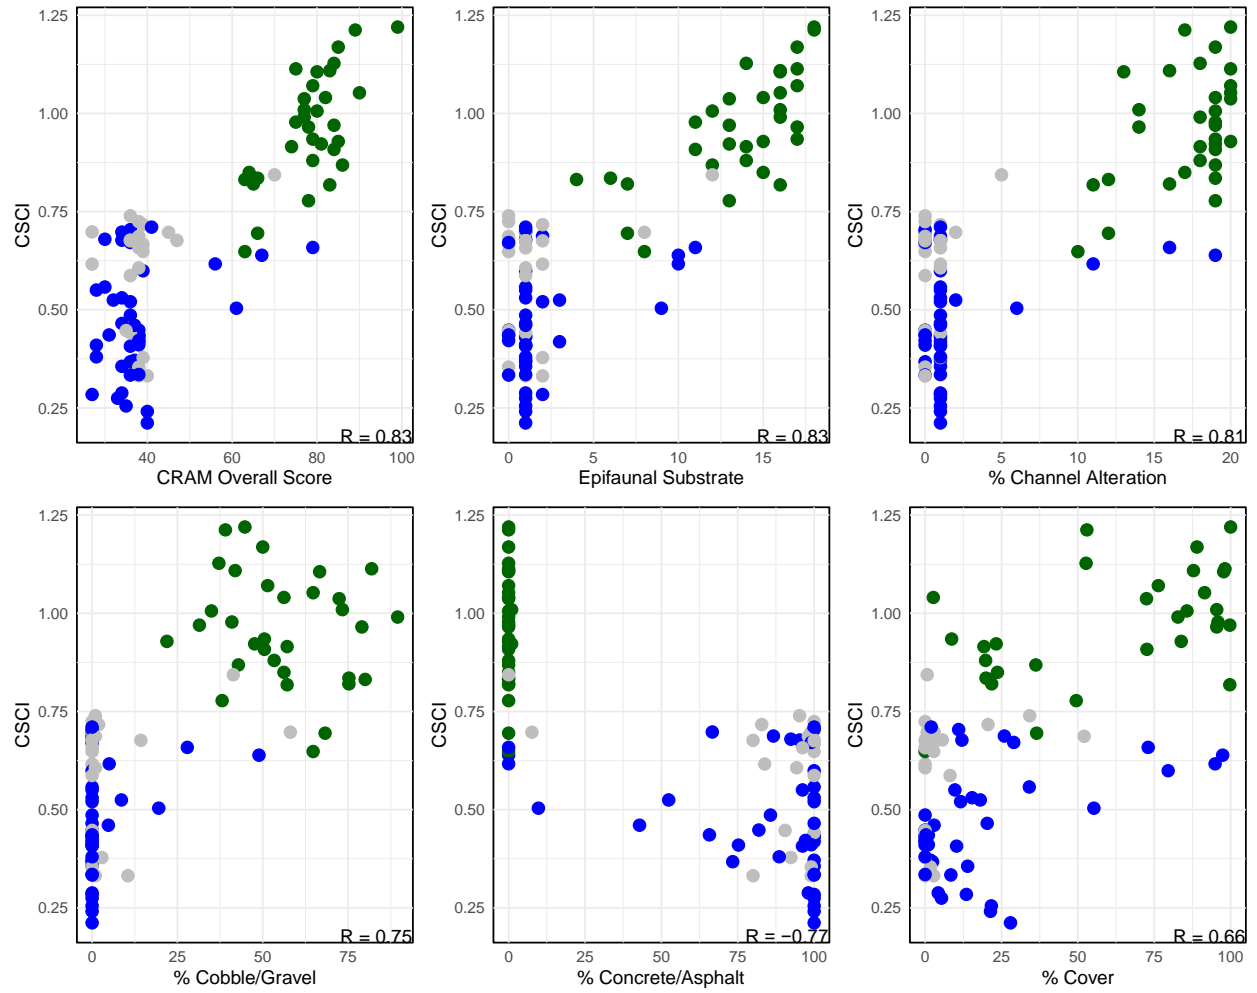 1.25
1.00
0.75
0.50
0.25
CSCI
40 60 80 100
CRAM Overall Score
R = 0.83
1.25
1.00
0.75
0.50
0.25
CSCI
0 5 10 15
Epifaunal Substrate
R = 0.83
1.25
1.00
0.75
0.50
0.25
CSCI
0 5 10 15 20
% Channel Alteration
R = 0.81
1.25
1.00
0.75
0.50
0.25
CSCI
0 25 50 75
% Cobble/Gravel
R = 0.75
1.25
1.00
0.75
0.50
0.25
CSCI
0 25 50 75 100
% Concrete/Asphalt
R = −0.77
1.25
1.00
0.75
0.50
0.25
CSCI
0 25 50 75 100
% Cover
R = 0.66